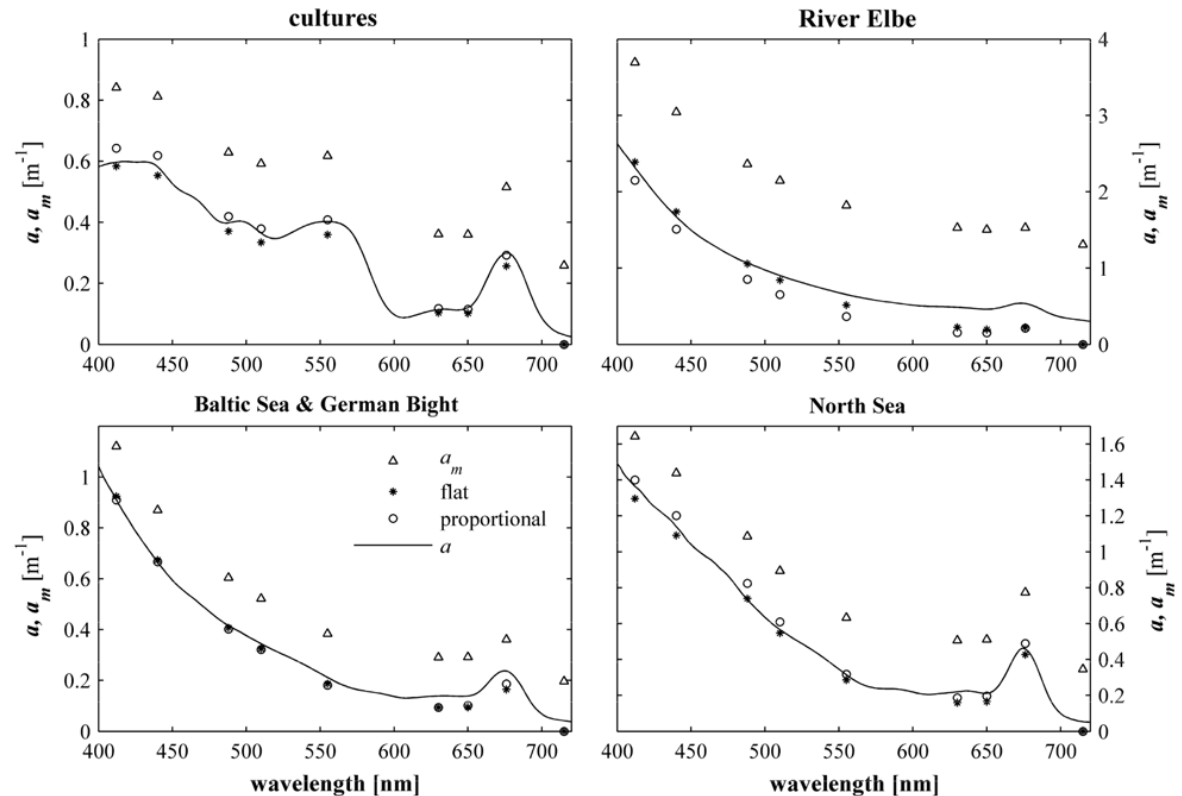 cultures
River Elbe
1
0.8
0.6
0.4
0.2
0
a, a_m [m⁻¹]
400 450 500 550 600 650 700
4
3
2
1
0
a, a_m [m⁻¹]
400 450 500 550 600 650 700
Baltic Sea & German Bight
North Sea
1
0.8
0.6
0.4
0.2
0
a, a_m [m⁻¹]
a_m
flat
proportional
a
400 450 500 550 600 650 700
wavelength [nm]
1.6
1.4
1.2
1.0
0.8
0.6
0.4
0.2
0
a, a_m [m⁻¹]
400 450 500 550 600 650 700
wavelength [nm]